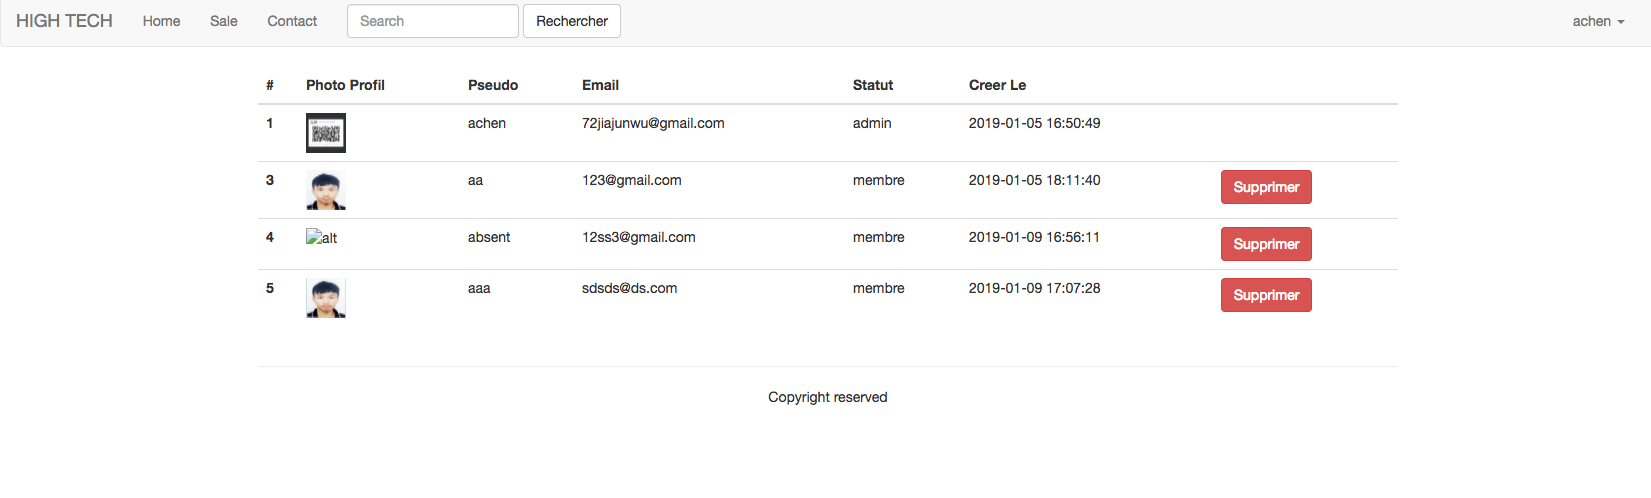 HIGH TECH Home Sale Contact Search Rechercher achen
# Photo Profil Pseudo Email Statut Creer Le
1 achen 72jiajunwu@gmail.com admin 2019-01-05 16:50:49
3 aa 123@gmail.com membre 2019-01-05 18:11:40 Supprimer
4 alt absent 12ss3@gmail.com membre 2019-01-09 16:56:11 Supprimer
5 aaa sdsds@ds.com membre 2019-01-09 17:07:28 Supprimer
Copyright reserved